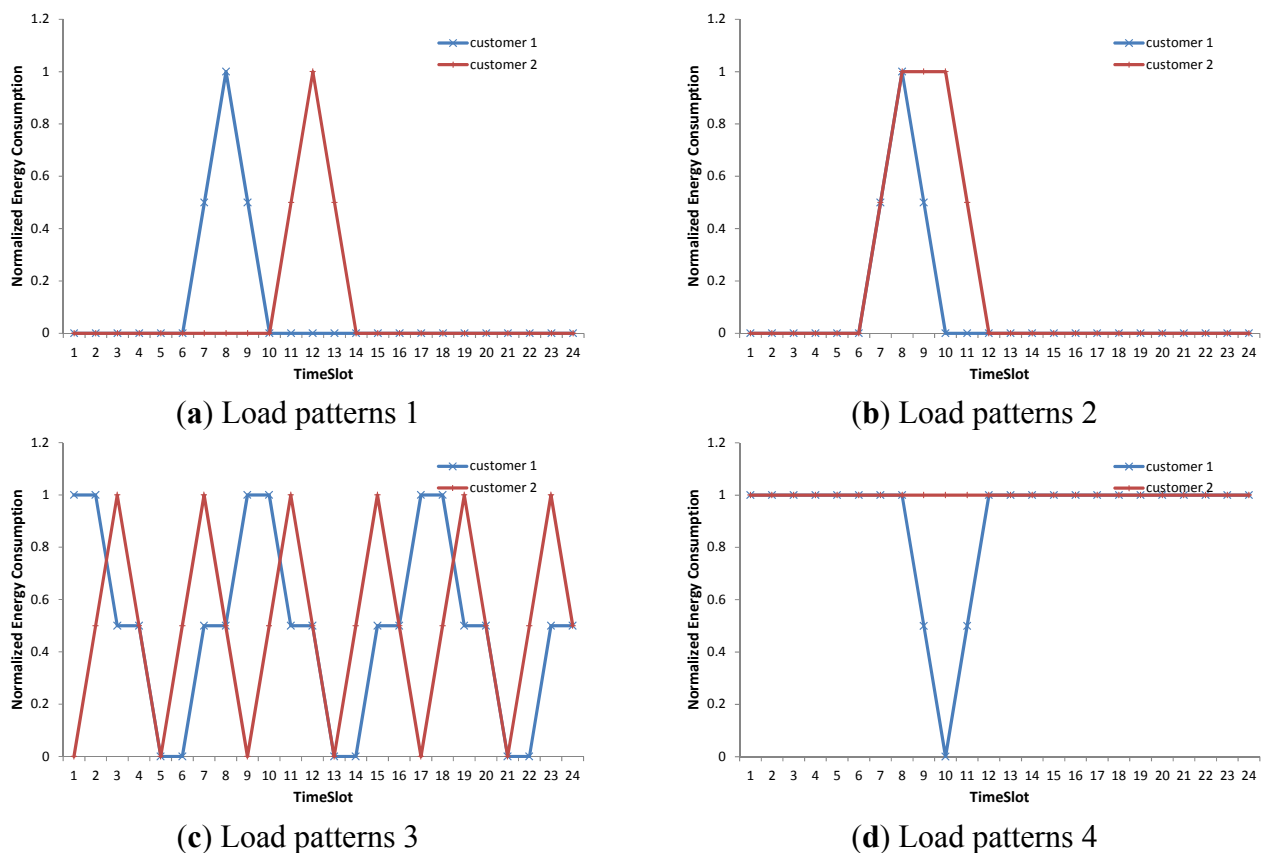 1.2
1
0.8
0.6
0.4
0.2
0
Normalized Energy Consumption
customer 1
customer 2
1 2 3 4 5 6 7 8 9 10 11 12 13 14 15 16 17 18 19 20 21 22 23 24
TimeSlot
(a) Load patterns 1
1.2
1
0.8
0.6
0.4
0.2
0
Normalized Energy Consumption
customer 1
customer 2
1 2 3 4 5 6 7 8 9 10 11 12 13 14 15 16 17 18 19 20 21 22 23 24
TimeSlot
(b) Load patterns 2
1.2
1
0.8
0.6
0.4
0.2
0
Normalized Energy Consumption
customer 1
customer 2
1 2 3 4 5 6 7 8 9 10 11 12 13 14 15 16 17 18 19 20 21 22 23 24
TimeSlot
(c) Load patterns 3
1.2
1
0.8
0.6
0.4
0.2
0
Normalized Energy Consumption
customer 1
customer 2
1 2 3 4 5 6 7 8 9 10 11 12 13 14 15 16 17 18 19 20 21 22 23 24
TimeSlot
(d) Load patterns 4